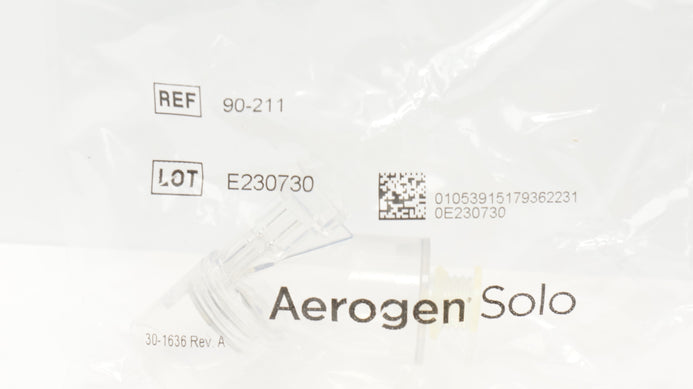 REF 90-211
LOT E230730
01053915179362231
0E230730
Aerogen Solo
30-1636 Rev. A